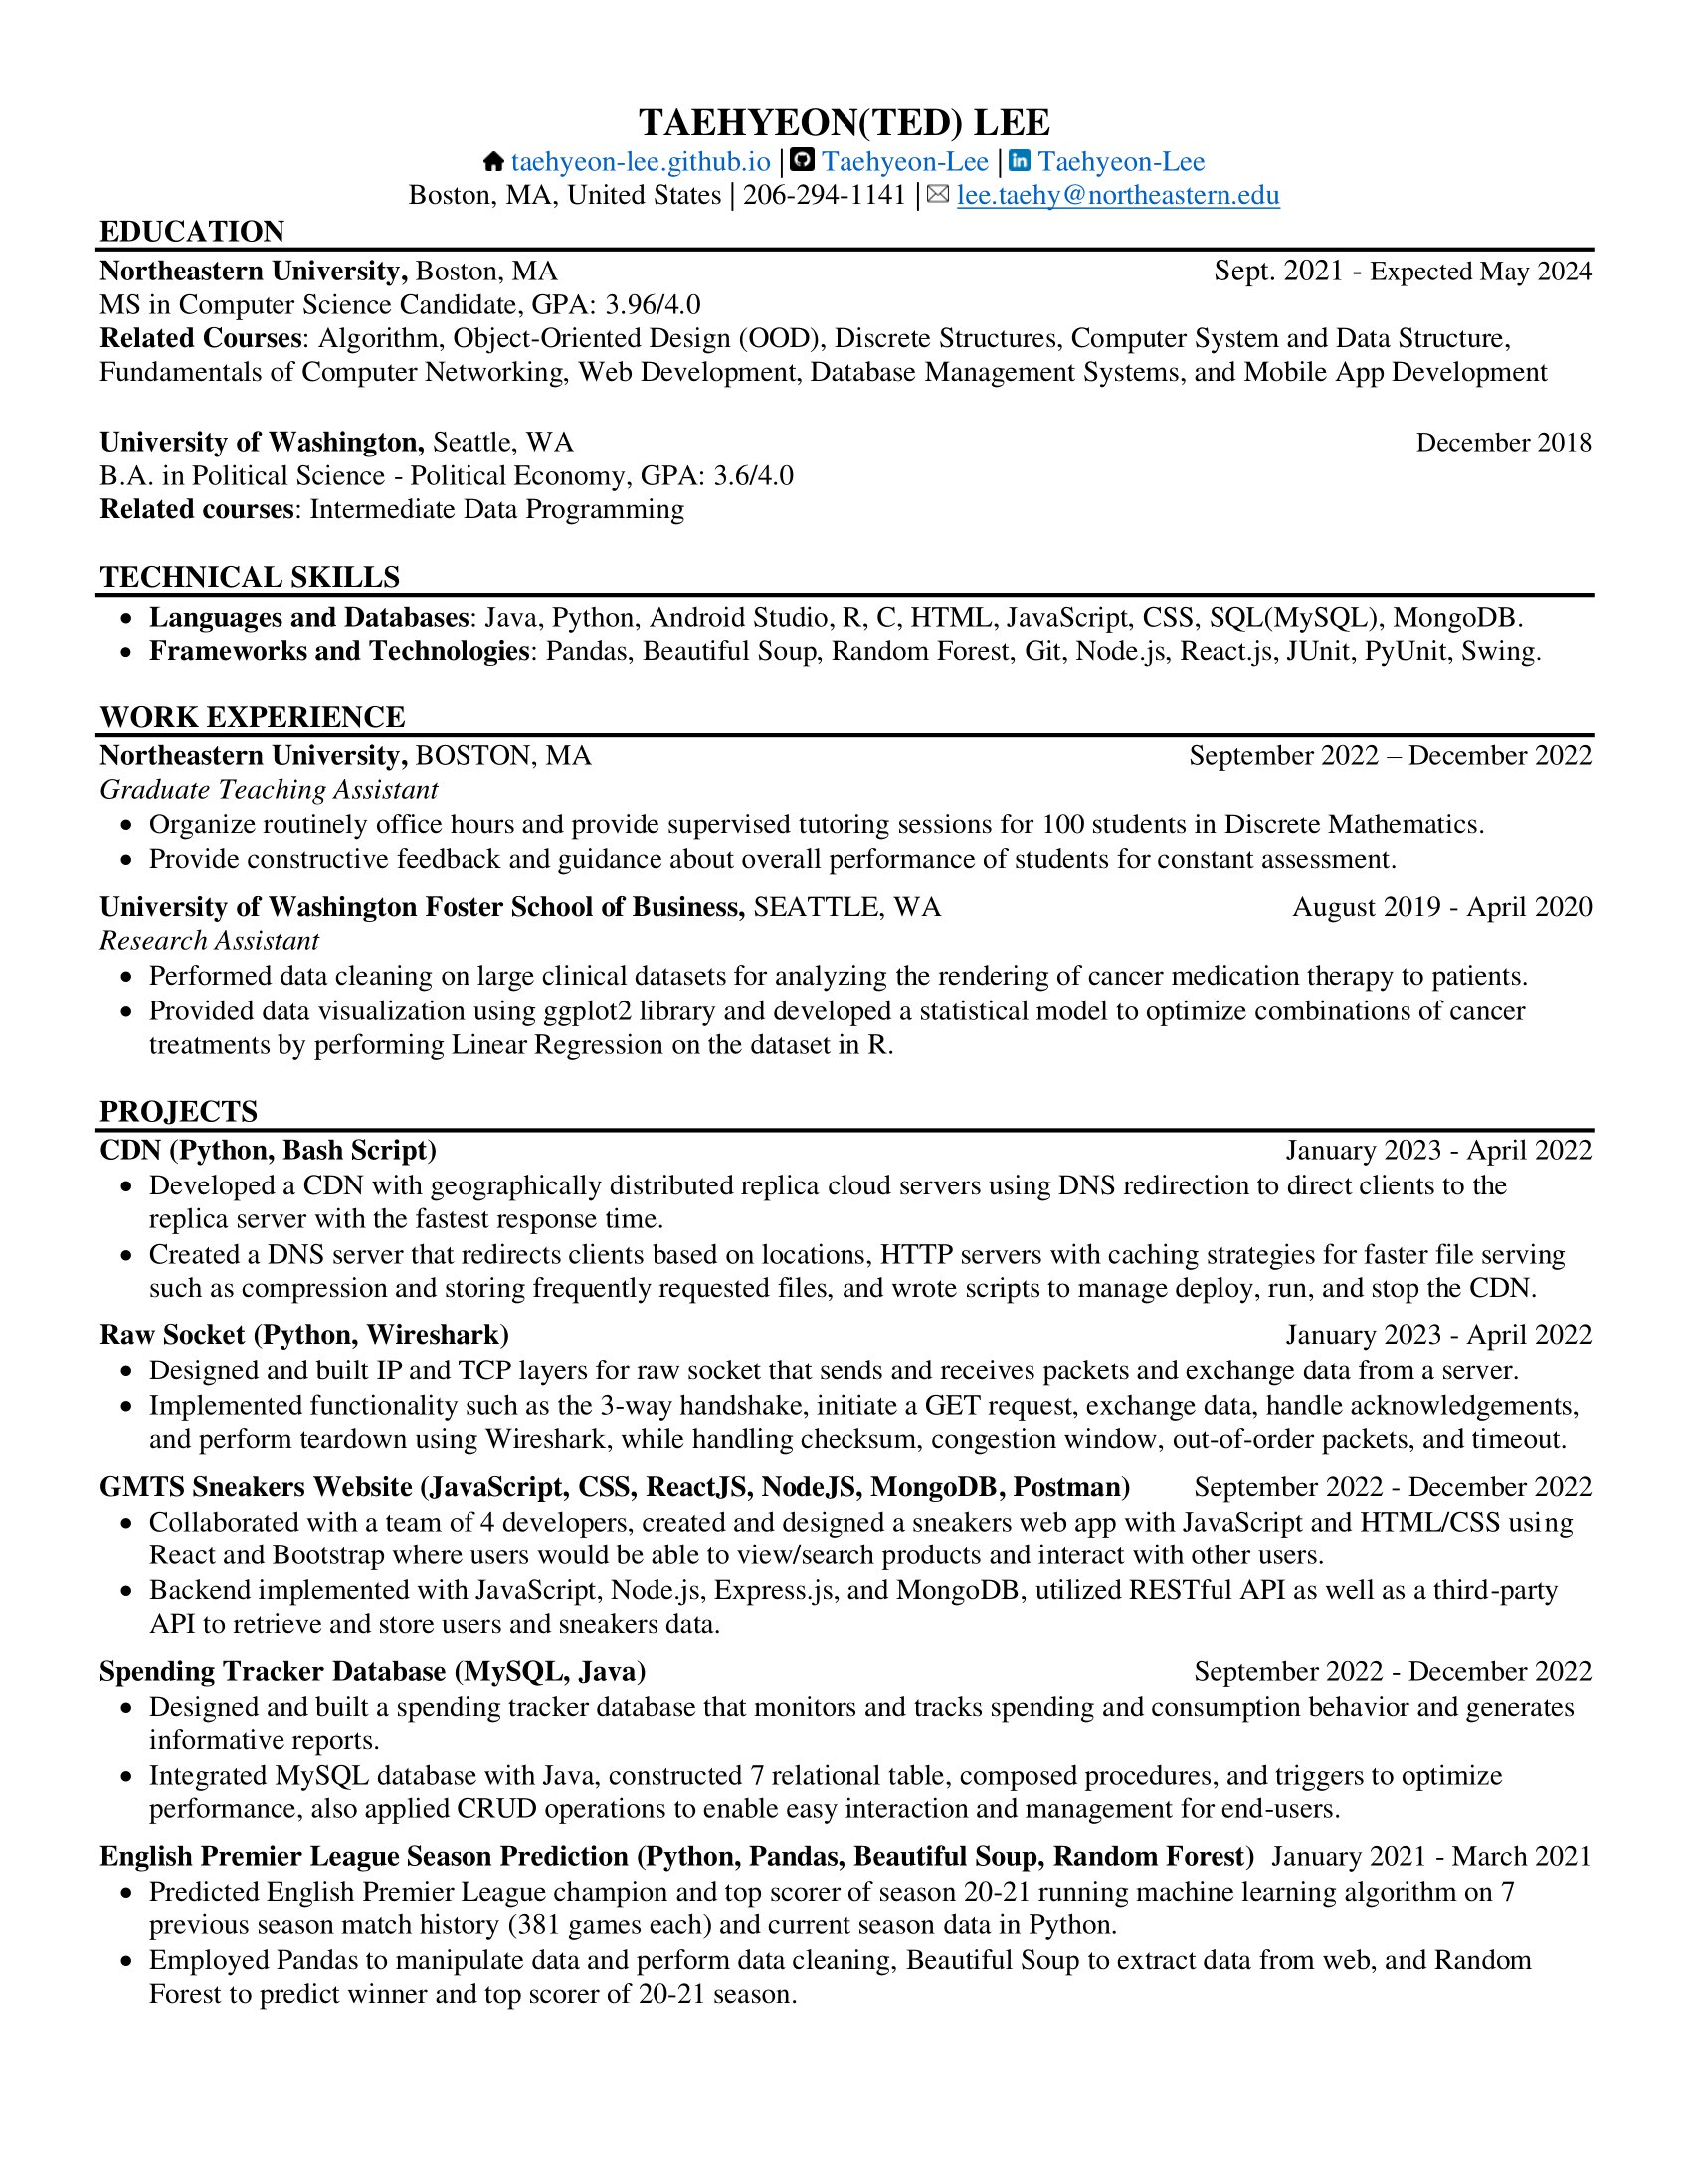 TAEHYEON(TED) LEE
taehyeon-lee.github.io | Taehyeon-Lee | Taehyeon-Lee
Boston, MA, United States | 206-294-1141 | lee.taehy@northeastern.edu
EDUCATION
Northeastern University, Boston, MA Sept. 2021 - Expected May 2024
MS in Computer Science Candidate, GPA: 3.96/4.0
Related Courses: Algorithm, Object-Oriented Design (OOD), Discrete Structures, Computer System and Data Structure,
Fundamentals of Computer Networking, Web Development, Database Management Systems, and Mobile App Development
University of Washington, Seattle, WA December 2018
B.A. in Political Science - Political Economy, GPA: 3.6/4.0
Related courses: Intermediate Data Programming
TECHNICAL SKILLS
• Languages and Databases: Java, Python, Android Studio, R, C, HTML, JavaScript, CSS, SQL(MySQL), MongoDB.
• Frameworks and Technologies: Pandas, Beautiful Soup, Random Forest, Git, Node.js, React.js, JUnit, PyUnit, Swing.
WORK EXPERIENCE
Northeastern University, BOSTON, MA September 2022 – December 2022
Graduate Teaching Assistant
• Organize routinely office hours and provide supervised tutoring sessions for 100 students in Discrete Mathematics.
• Provide constructive feedback and guidance about overall performance of students for constant assessment.
University of Washington Foster School of Business, SEATTLE, WA August 2019 - April 2020
Research Assistant
• Performed data cleaning on large clinical datasets for analyzing the rendering of cancer medication therapy to patients.
• Provided data visualization using ggplot2 library and developed a statistical model to optimize combinations of cancer
treatments by performing Linear Regression on the dataset in R.
PROJECTS
CDN (Python, Bash Script) January 2023 - April 2022
• Developed a CDN with geographically distributed replica cloud servers using DNS redirection to direct clients to the
replica server with the fastest response time.
• Created a DNS server that redirects clients based on locations, HTTP servers with caching strategies for faster file serving
such as compression and storing frequently requested files, and wrote scripts to manage deploy, run, and stop the CDN.
Raw Socket (Python, Wireshark) January 2023 - April 2022
• Designed and built IP and TCP layers for raw socket that sends and receives packets and exchange data from a server.
• Implemented functionality such as the 3-way handshake, initiate a GET request, exchange data, handle acknowledgements,
and perform teardown using Wireshark, while handling checksum, congestion window, out-of-order packets, and timeout.
GMTS Sneakers Website (JavaScript, CSS, ReactJS, NodeJS, MongoDB, Postman) September 2022 - December 2022
• Collaborated with a team of 4 developers, created and designed a sneakers web app with JavaScript and HTML/CSS using
React and Bootstrap where users would be able to view/search products and interact with other users.
• Backend implemented with JavaScript, Node.js, Express.js, and MongoDB, utilized RESTful API as well as a third-party
API to retrieve and store users and sneakers data.
Spending Tracker Database (MySQL, Java) September 2022 - December 2022
• Designed and built a spending tracker database that monitors and tracks spending and consumption behavior and generates
informative reports.
• Integrated MySQL database with Java, constructed 7 relational table, composed procedures, and triggers to optimize
performance, also applied CRUD operations to enable easy interaction and management for end-users.
English Premier League Season Prediction (Python, Pandas, Beautiful Soup, Random Forest) January 2021 - March 2021
• Predicted English Premier League champion and top scorer of season 20-21 running machine learning algorithm on 7
previous season match history (381 games each) and current season data in Python.
• Employed Pandas to manipulate data and perform data cleaning, Beautiful Soup to extract data from web, and Random
Forest to predict winner and top scorer of 20-21 season.